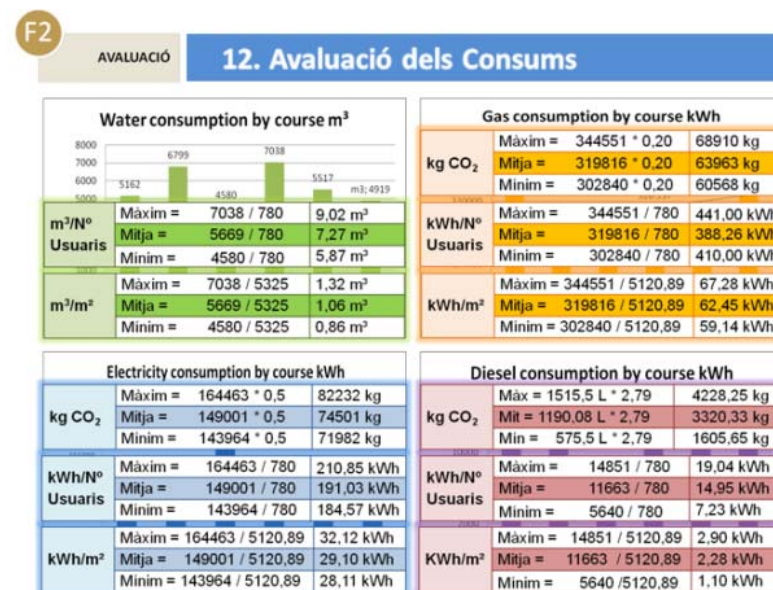 F2
AVALUACIÓ
12. Avaluació dels Consums
Water consumption by course m³
8000
7000
6000
5000
5162
6799
4580
7038
5517
m3; 4919
m³/Nº Usuaris
Màxim = 7038 / 780 9,02 m³
Mitja = 5669 / 780 7,27 m³
Minim = 4580 / 780 5,87 m³
m³/m²
Màxim = 7038 / 5325 1,32 m³
Mitja = 5669 / 5325 1,06 m³
Minim = 4580 / 5325 0,86 m³
Gas consumption by course kWh
kg CO₂
Màxim = 344551 * 0,20 68910 kg
Mitja = 319816 * 0,20 63963 kg
Minim = 302840 * 0,20 60568 kg
kWh/Nº Usuaris
Màxim = 344551 / 780 441,00 kWh
Mitja = 319816 / 780 388,26 kWh
Minim = 302840 / 780 410,00 kWh
kWh/m²
Màxim = 344551 / 5120,89 67,28 kWh
Mitja = 319816 / 5120,89 62,45 kWh
Minim = 302840 / 5120,89 59,14 kWh
Electricity consumption by course kWh
kg CO₂
Màxim = 164463 * 0,5 82232 kg
Mitja = 149001 * 0,5 74501 kg
Minim = 143964 * 0,5 71982 kg
kWh/Nº Usuaris
Màxim = 164463 / 780 210,85 kWh
Mitja = 149001 / 780 191,03 kWh
Minim = 143964 / 780 184,57 kWh
kWh/m²
Màxim = 164463 / 5120,89 32,12 kWh
Mitja = 149001 / 5120,89 29,10 kWh
Minim = 143964 / 5120,89 28,11 kWh
Diesel consumption by course kWh
kg CO₂
Màx = 1515,5 L * 2,79 4228,25 kg
Mit = 1190,08 L * 2,79 3320,33 kg
Min = 575,5 L * 2,79 1605,65 kg
kWh/Nº Usuaris
Màxim = 14851 / 780 19,04 kWh
Mitja = 11663 / 780 14,95 kWh
Minim = 5640 / 780 7,23 kWh
KWh/m²
Màxim = 14851 / 5120,89 2,90 kWh
Mitja = 11663 / 5120,89 2,28 kWh
Minim = 5640 /5120,89 1,10 kWh